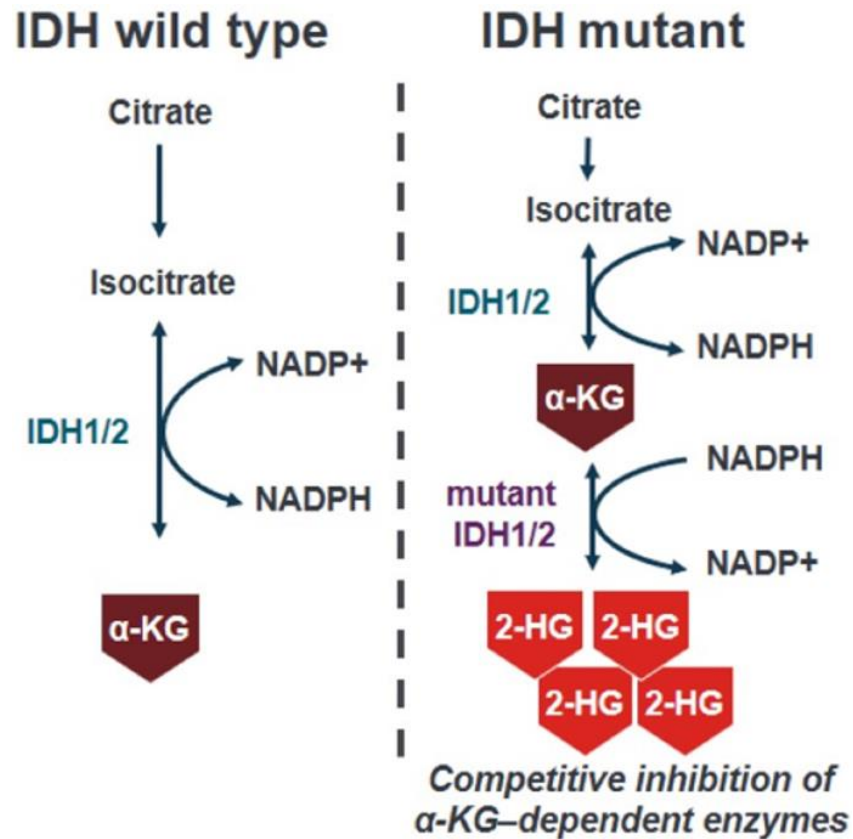 IDH wild type
Citrate
Isocitrate
IDH1/2
NADP+
NADPH
α-KG
IDH mutant
Citrate
Isocitrate
IDH1/2
NADP+
NADPH
α-KG
mutant
IDH1/2
NADPH
NADP+
2-HG 2-HG
2-HG 2-HG
Competitive inhibition of
α-KG–dependent enzymes